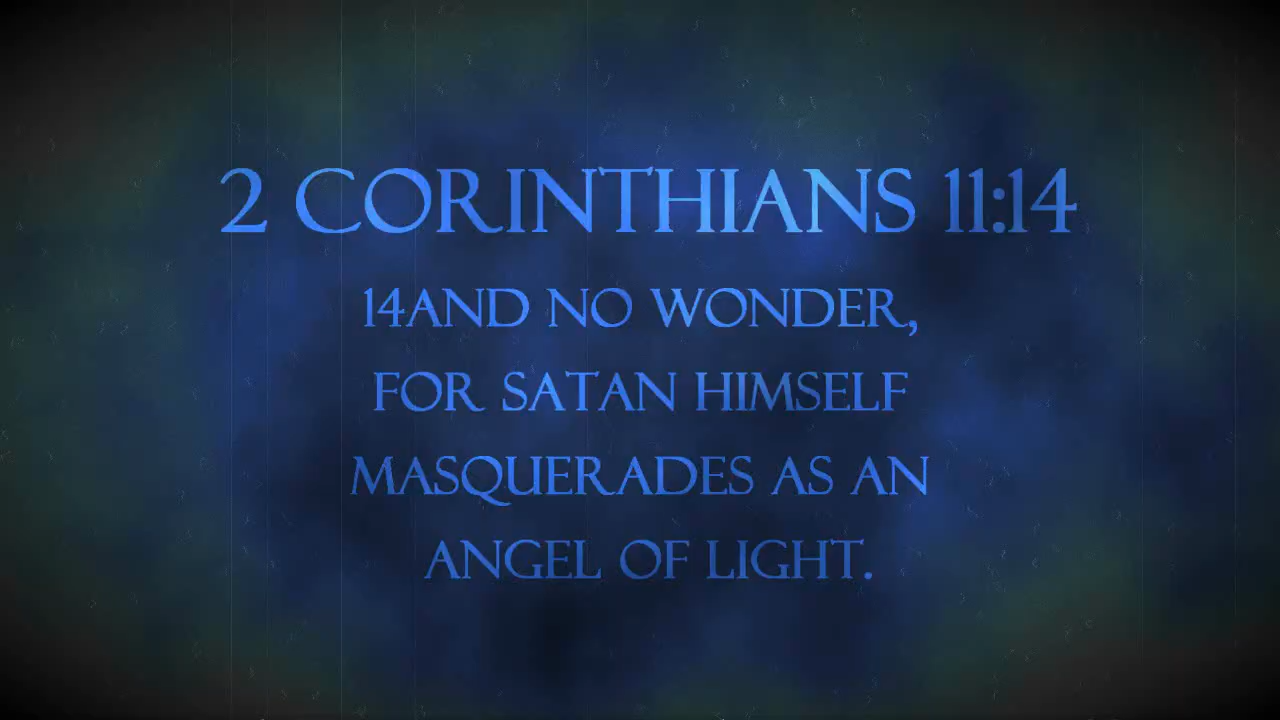 2 CORINTHIANS 11:14
14AND NO WONDER,
FOR SATAN HIMSELF
MASQUERADES AS AN
ANGEL OF LIGHT.